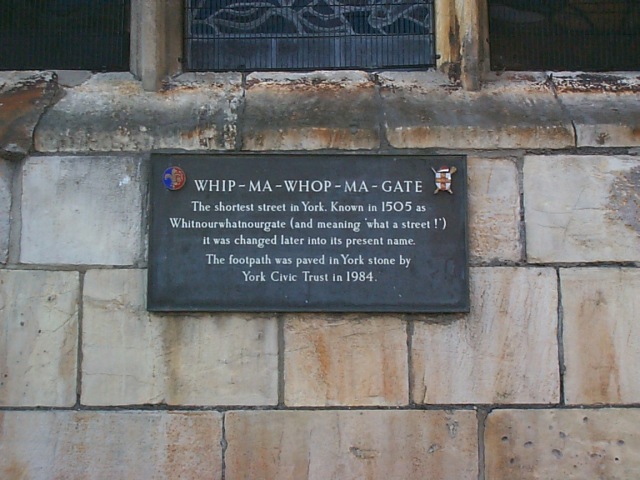 WHIP-MA-WHOP-MA-GATE
The shortest street in York. Known in 1505 as
Whitnourwhatnourgate (and meaning 'what a street!')
it was changed later into its present name.
The footpath was paved in York stone by
York Civic Trust in 1984.